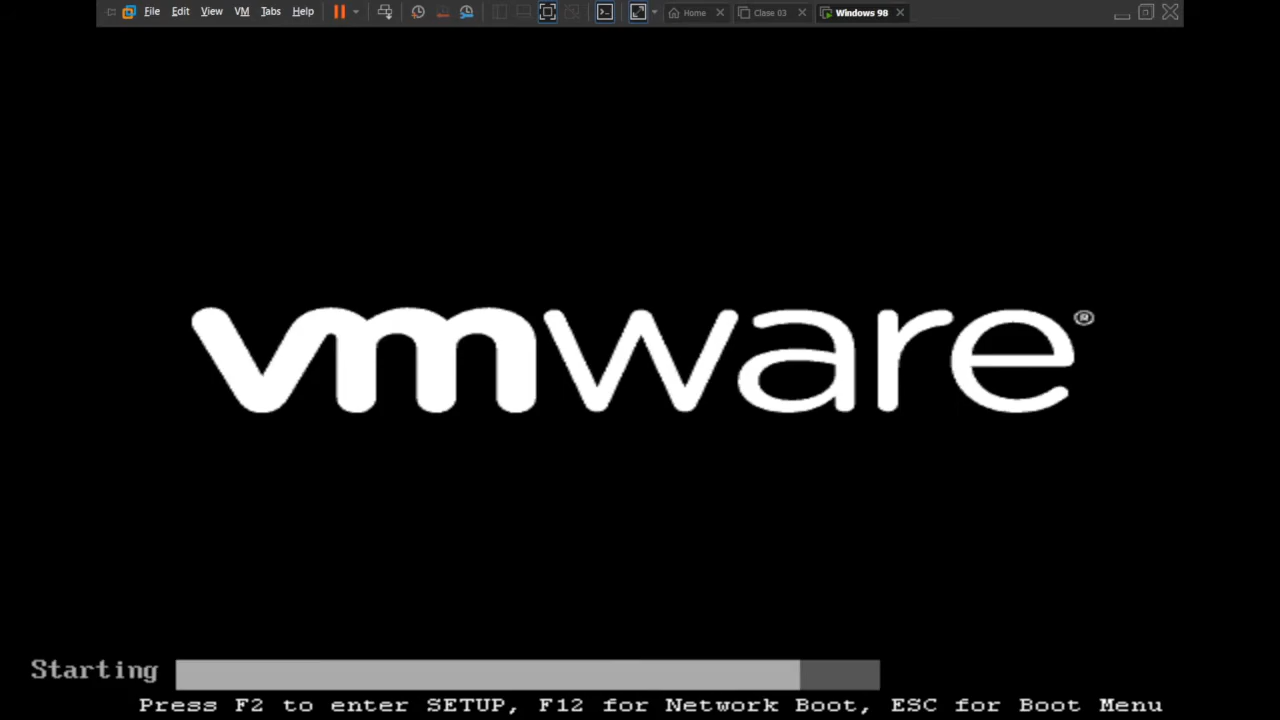 File Edit View VM Tabs Help Home Clase 03 Windows 98
vmware®
Starting
Press F2 to enter SETUP, F12 for Network Boot, ESC for Boot Menu